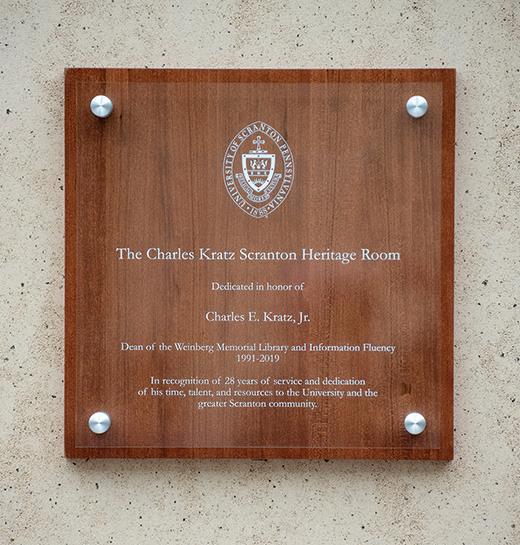 UNIVERSITY OF SCRANTON PENNSYLVANIA
1888
The Charles Kratz Scranton Heritage Room
Dedicated in honor of
Charles E. Kratz, Jr.
Dean of the Weinberg Memorial Library and Information Fluency
1991-2019
In recognition of 28 years of service and dedication
of his time, talent, and resources to the University and the
greater Scranton community.